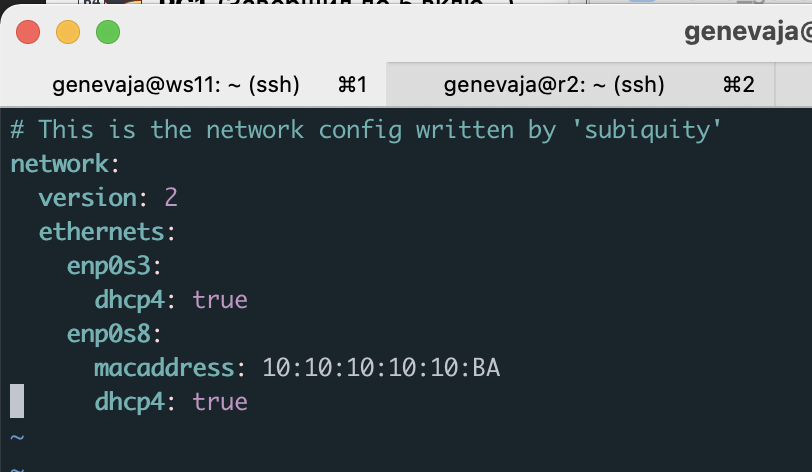 genevaja@
genevaja@ws11: ~ (ssh) ⌘1 genevaja@r2: ~ (ssh) ⌘2
# This is the network config written by 'subiquity'
network:
  version: 2
  ethernets:
    enp0s3:
      dhcp4: true
    enp0s8:
      macaddress: 10:10:10:10:10:BA
      dhcp4: true
~
~